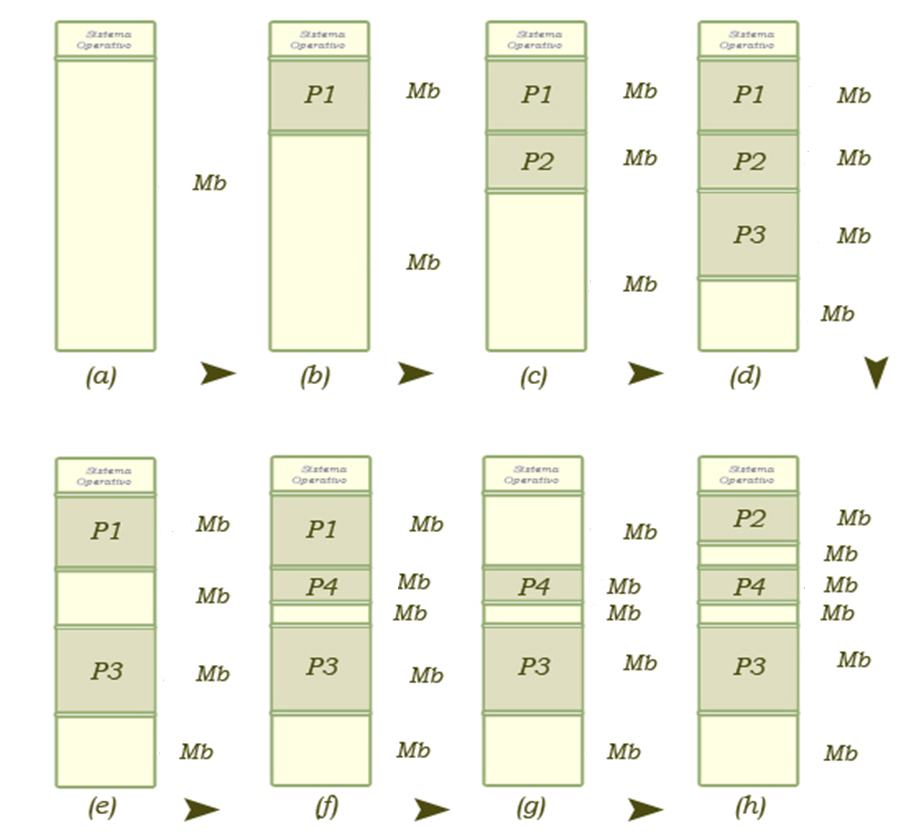 Sistema Operativo
Sistema Operativo
Sistema Operativo
Sistema Operativo
P1 Mb P1 Mb P1 Mb
Mb P2 Mb P2 Mb
Mb Mb P3 Mb
Mb
(a) (b) (c) (d)
Sistema Operativo
Sistema Operativo
Sistema Operativo
Sistema Operativo
P1 Mb P1 Mb Mb P2 Mb
Mb
Mb P4 Mb P4 Mb P4 Mb
Mb Mb Mb
P3 Mb P3 Mb P3 Mb P3 Mb
Mb Mb Mb Mb
(e) (f) (g) (h)